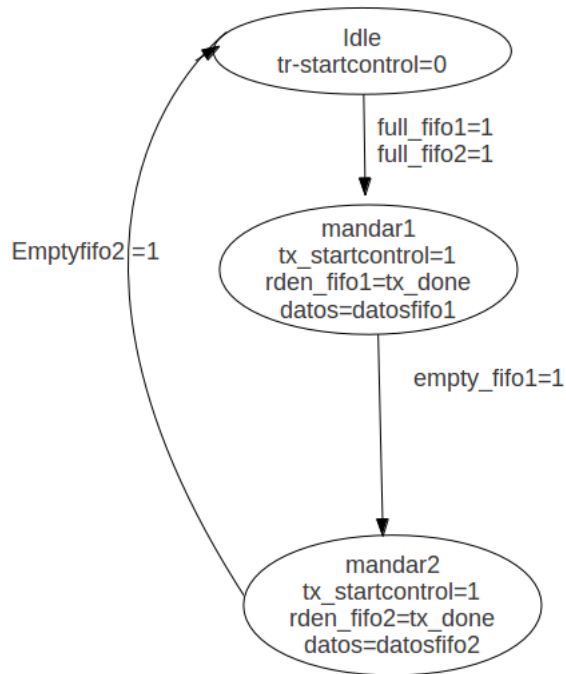 Idle
tr-startcontrol=0
full_fifo1=1
full_fifo2=1
mandar1
tx_startcontrol=1
rden_fifo1=tx_done
datos=datosfifo1
Emptyfifo2 =1
empty_fifo1=1
mandar2
tx_startcontrol=1
rden_fifo2=tx_done
datos=datosfifo2